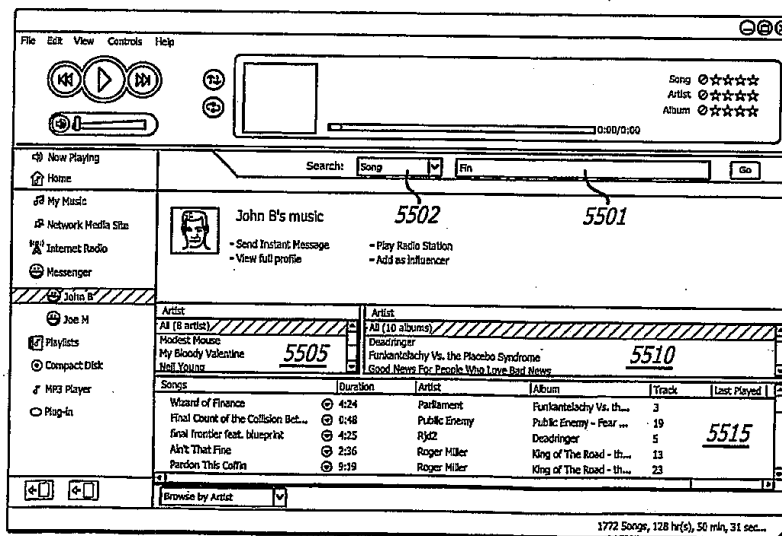 File Edit View Controls Help
Song
Artist
Album
0:00/0:00
Now Playing
Home
My Music
Network Media Site
Internet Radio
Messenger
John B
Joe M
Playlists
Compact Disk
MP3 Player
Plug-in
Search: Song Fin Go
5502 5501
John B's music
- Send Instant Message - Play Radio Station
- View full profile - Add as influencer
Artist
All (8 artist)
Modest Mouse
My Bloody Valentine
Neil Young
5505
Artist
All (10 albums)
Deadringer
Funkantelachy Vs. the Placebo Syndrome
Good News For People Who Love Bad News
5510
Songs Duration Artist Album Track Last Played
Wizard of Finance 4:24 Parliament Funkantelachy Vs. th... 3
Final Count of the Collision Bet... 0:48 Public Enemy Public Enemy - Fear ... 19
final frontier feat. blueprint 4:25 Rjd2 Deadringer 5
Ain't That Fine 2:36 Roger Miller King of The Road - th... 13
Pardon This Coffin 9:39 Roger Miller King of The Road - th... 23
5515
Browse by Artist
1772 Songs, 128 hr(s), 50 min, 31 sec...